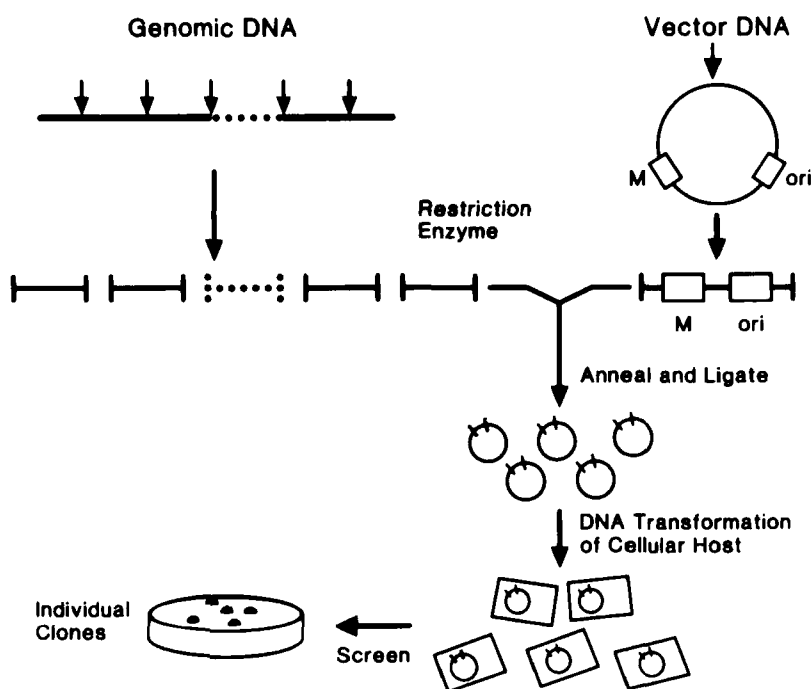 Genomic DNA
Vector DNA
M
ori
Restriction
Enzyme
M
ori
Anneal and Ligate
DNA Transformation
of Cellular Host
Individual
Clones
Screen